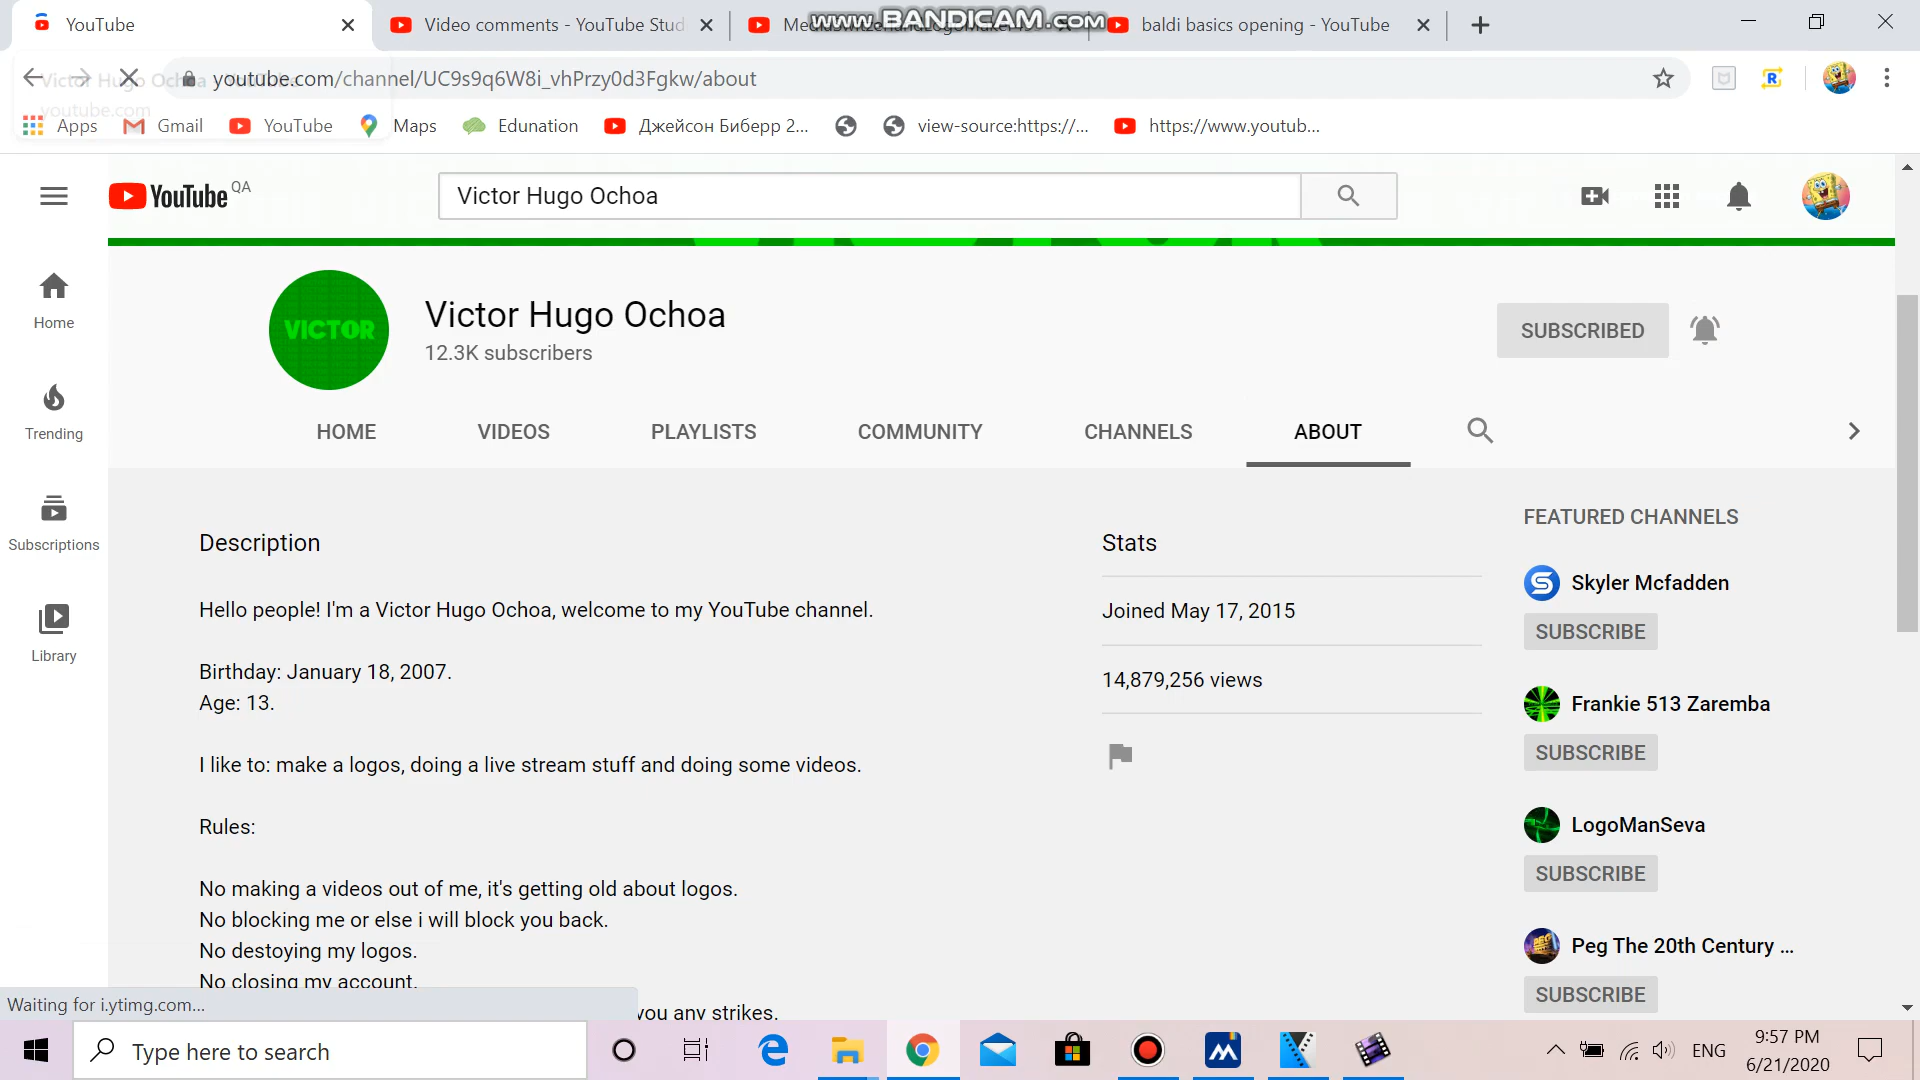 YouTube
Video comments - YouTube Stud
baldi basics opening - YouTube
www.BANDICAM.com
youtube.com/channel/UC9s9q6W8i_vhPrzy0d3Fgkw/about
youtube.com
Apps
Gmail
YouTube
Maps
Edunation
Джейсон Биберр 2...
view-source:https://...
https://www.youtub...
YouTube QA
Victor Hugo Ochoa
Home
Trending
Subscriptions
Library
VICTOR
Victor Hugo Ochoa
12.3K subscribers
SUBSCRIBED
HOME
VIDEOS
PLAYLISTS
COMMUNITY
CHANNELS
ABOUT
Description
Hello people! I'm a Victor Hugo Ochoa, welcome to my YouTube channel.
Birthday: January 18, 2007.
Age: 13.
I like to: make a logos, doing a live stream stuff and doing some videos.
Rules:
No making a videos out of me, it's getting old about logos.
No blocking me or else i will block you back.
No destoying my logos.
No closing my account.
you any strikes.
Stats
Joined May 17, 2015
14,879,256 views
FEATURED CHANNELS
Skyler Mcfadden
SUBSCRIBE
Frankie 513 Zaremba
SUBSCRIBE
LogoManSeva
SUBSCRIBE
Peg The 20th Century ...
SUBSCRIBE
Waiting for i.ytimg.com...
Type here to search
ENG
9:57 PM
6/21/2020